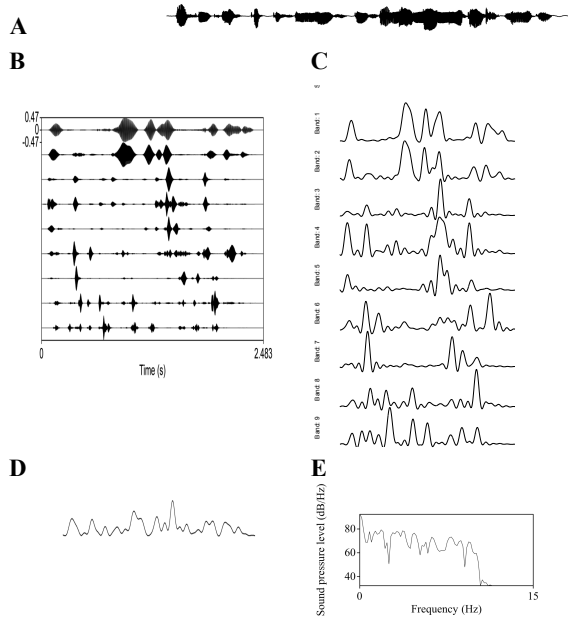 A
B
C
0.47
0
-0.47
0
2.483
Time (s)
Band: 1
Band: 2
Band: 3
Band: 4
Band: 5
Band: 6
Band: 7
Band: 8
Band: 9
D
E
Sound pressure level (dB/Hz)
80
60
40
0
15
Frequency (Hz)